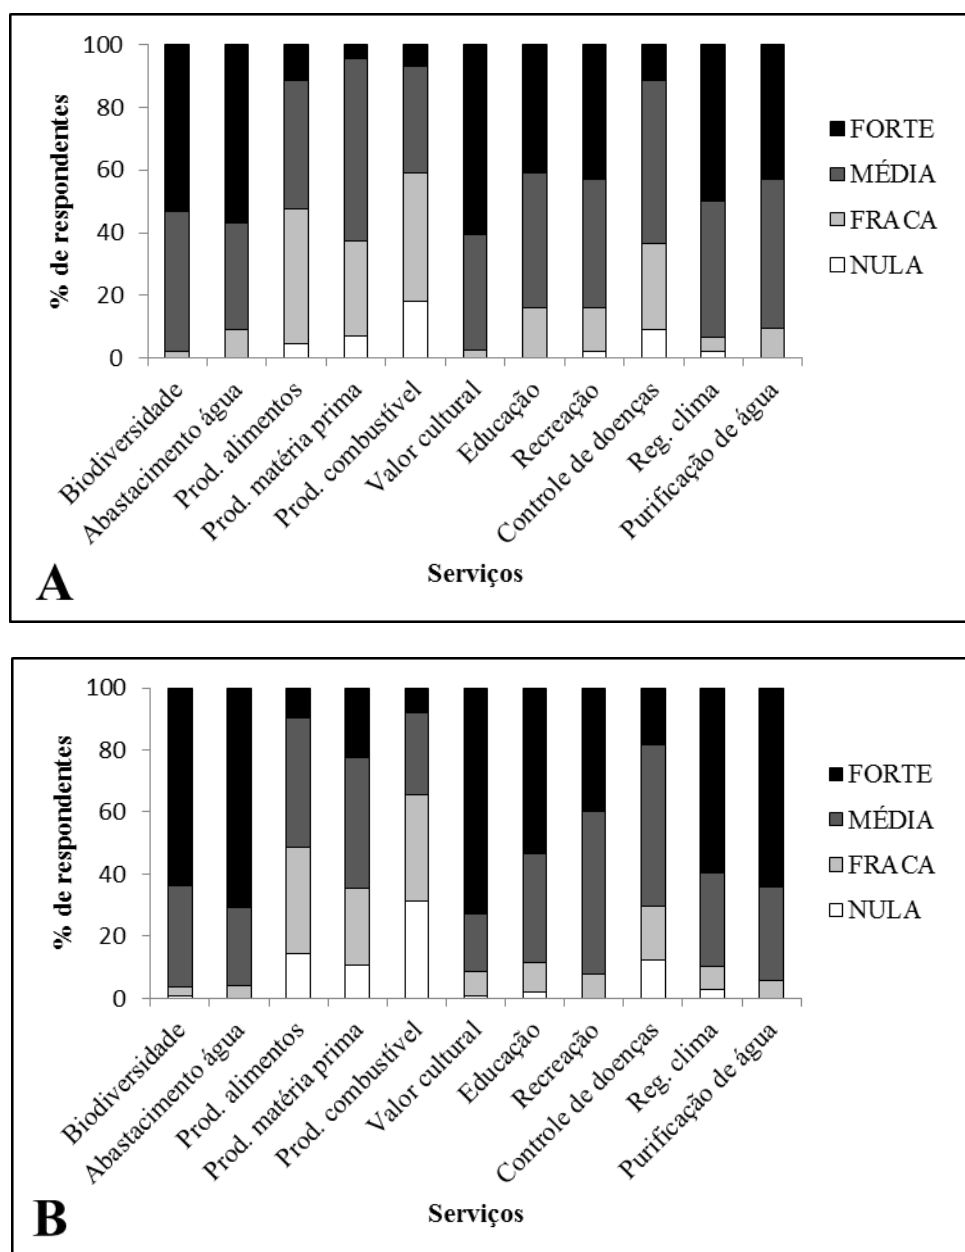 100
80
60
40
20
0
% de respondentes
FORTE
MÉDIA
FRACA
NULA
Biodiversidade
Abastacimento água
Prod. alimentos
Prod. matéria prima
Prod. combustível
Valor cultural
Educação
Recreação
Controle de doenças
Reg. clima
Purificação de água
Serviços
A
100
80
60
40
20
0
% de respondentes
FORTE
MÉDIA
FRACA
NULA
Biodiversidade
Abastacimento água
Prod. alimentos
Prod. matéria prima
Prod. combustível
Valor cultural
Educação
Recreação
Controle de doenças
Reg. clima
Purificação de água
Serviços
B